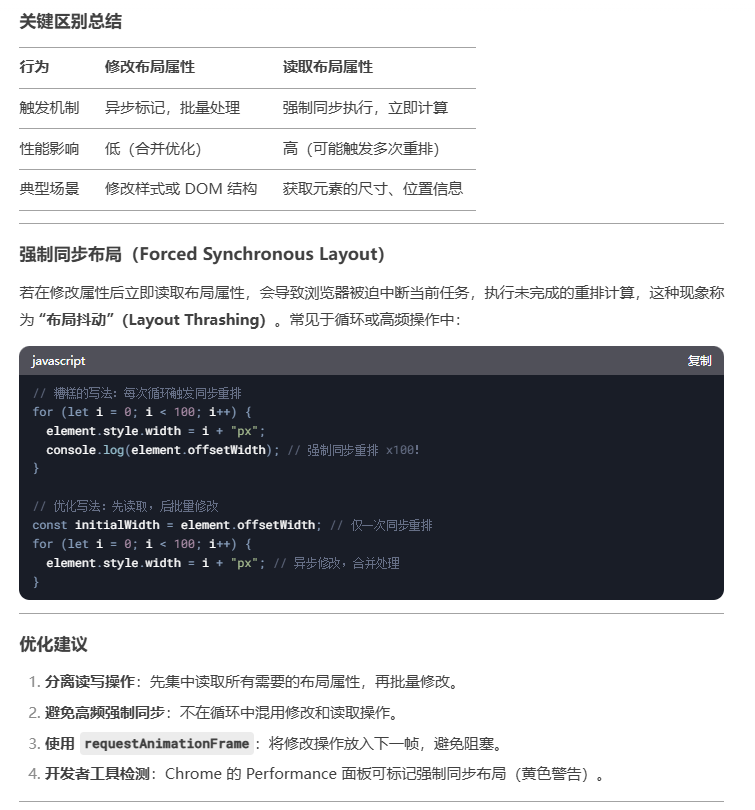 关键区别总结
行为 修改布局属性 读取布局属性
触发机制 异步标记，批量处理 强制同步执行，立即计算
性能影响 低（合并优化） 高（可能触发多次重排）
典型场景 修改样式或 DOM 结构 获取元素的尺寸、位置信息
强制同步布局（Forced Synchronous Layout）
若在修改属性后立即读取布局属性，会导致浏览器被迫中断当前任务，执行未完成的重排计算，这种现象称
为 “布局抖动”（Layout Thrashing）。常见于循环或高频操作中：
javascript 复制
// 糟糕的写法：每次循环触发同步重排
for (let i = 0; i < 100; i++) {
  element.style.width = i + "px";
  console.log(element.offsetWidth); // 强制同步重排 x100!
}
// 优化写法：先读取，后批量修改
const initialWidth = element.offsetWidth; // 仅一次同步重排
for (let i = 0; i < 100; i++) {
  element.style.width = i + "px"; // 异步修改，合并处理
}
优化建议
1. 分离读写操作：先集中读取所有需要的布局属性，再批量修改。
2. 避免高频强制同步：不在循环中混用修改和读取操作。
3. 使用 requestAnimationFrame：将修改操作放入下一帧，避免阻塞。
4. 开发者工具检测：Chrome 的 Performance 面板可标记强制同步布局（黄色警告）。